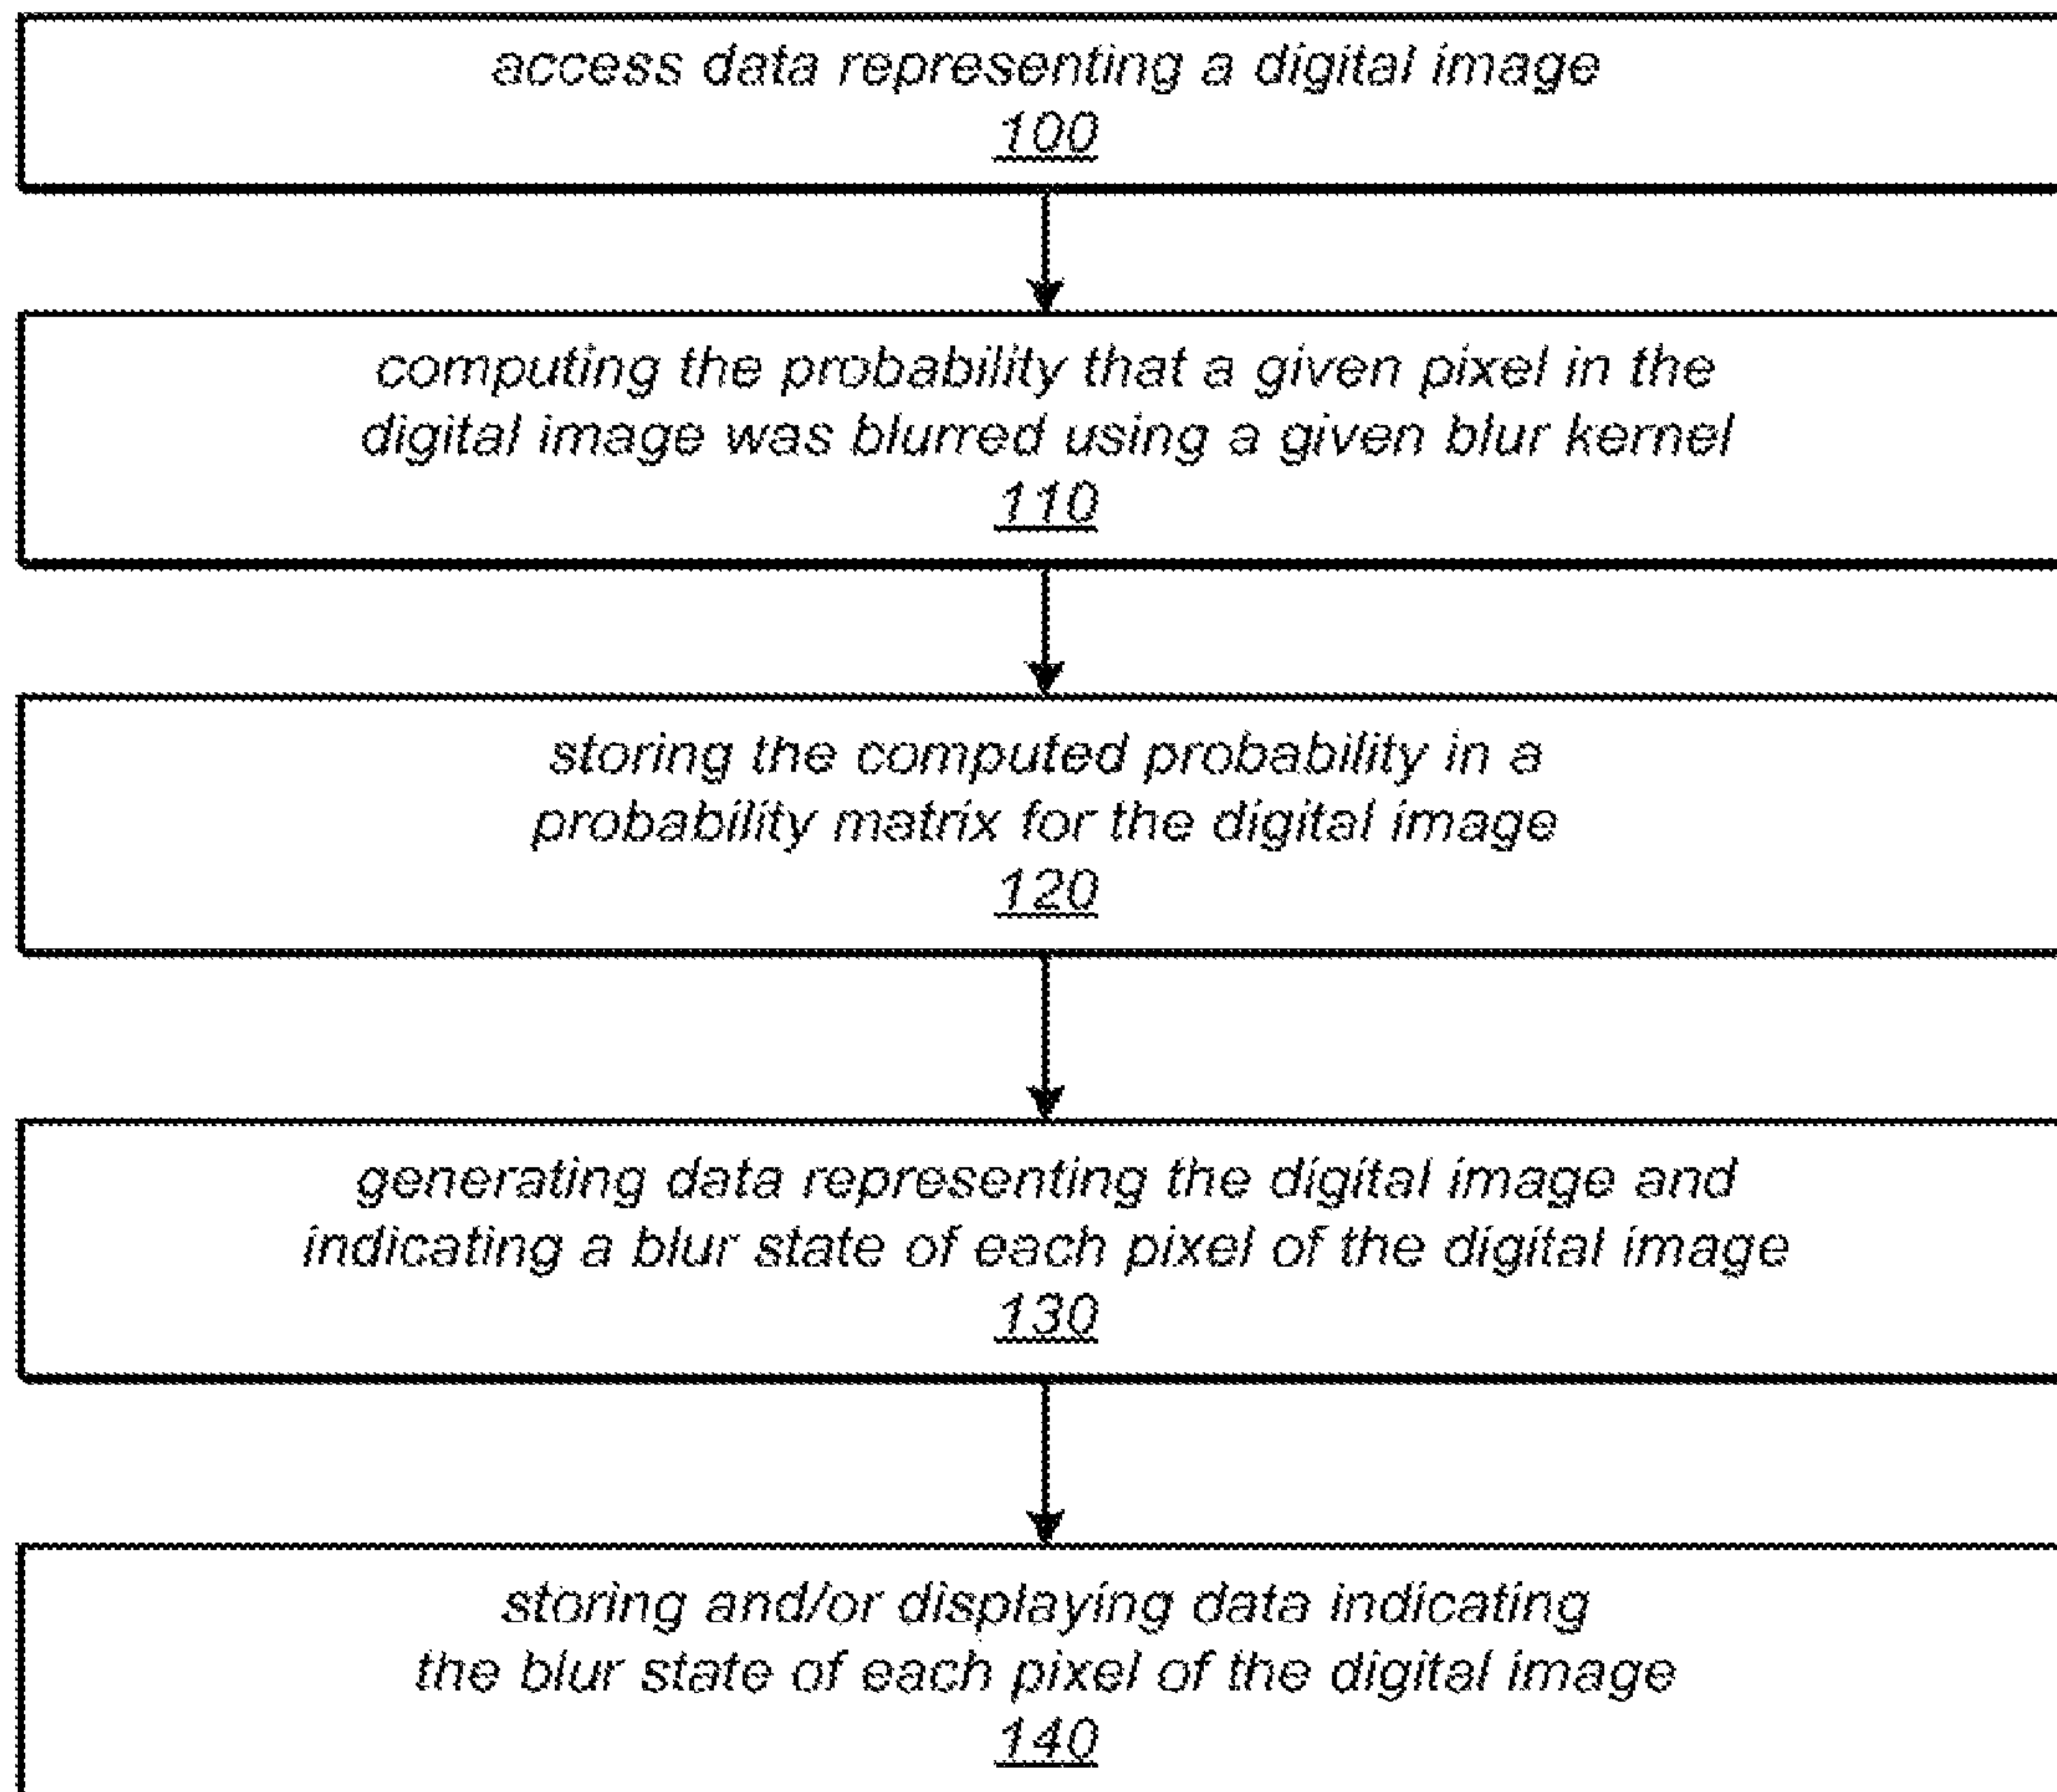 access data representing a digital image
100
computing the probability that a given pixel in the
digital image was blurred using a given blur kernel
110
storing the computed probability in a
probability matrix for the digital image
120
generating data representing the digital image and
indicating a blur state of each pixel of the digital image
130
storing and/or displaying data indicating
the blur state of each pixel of the digital image
140